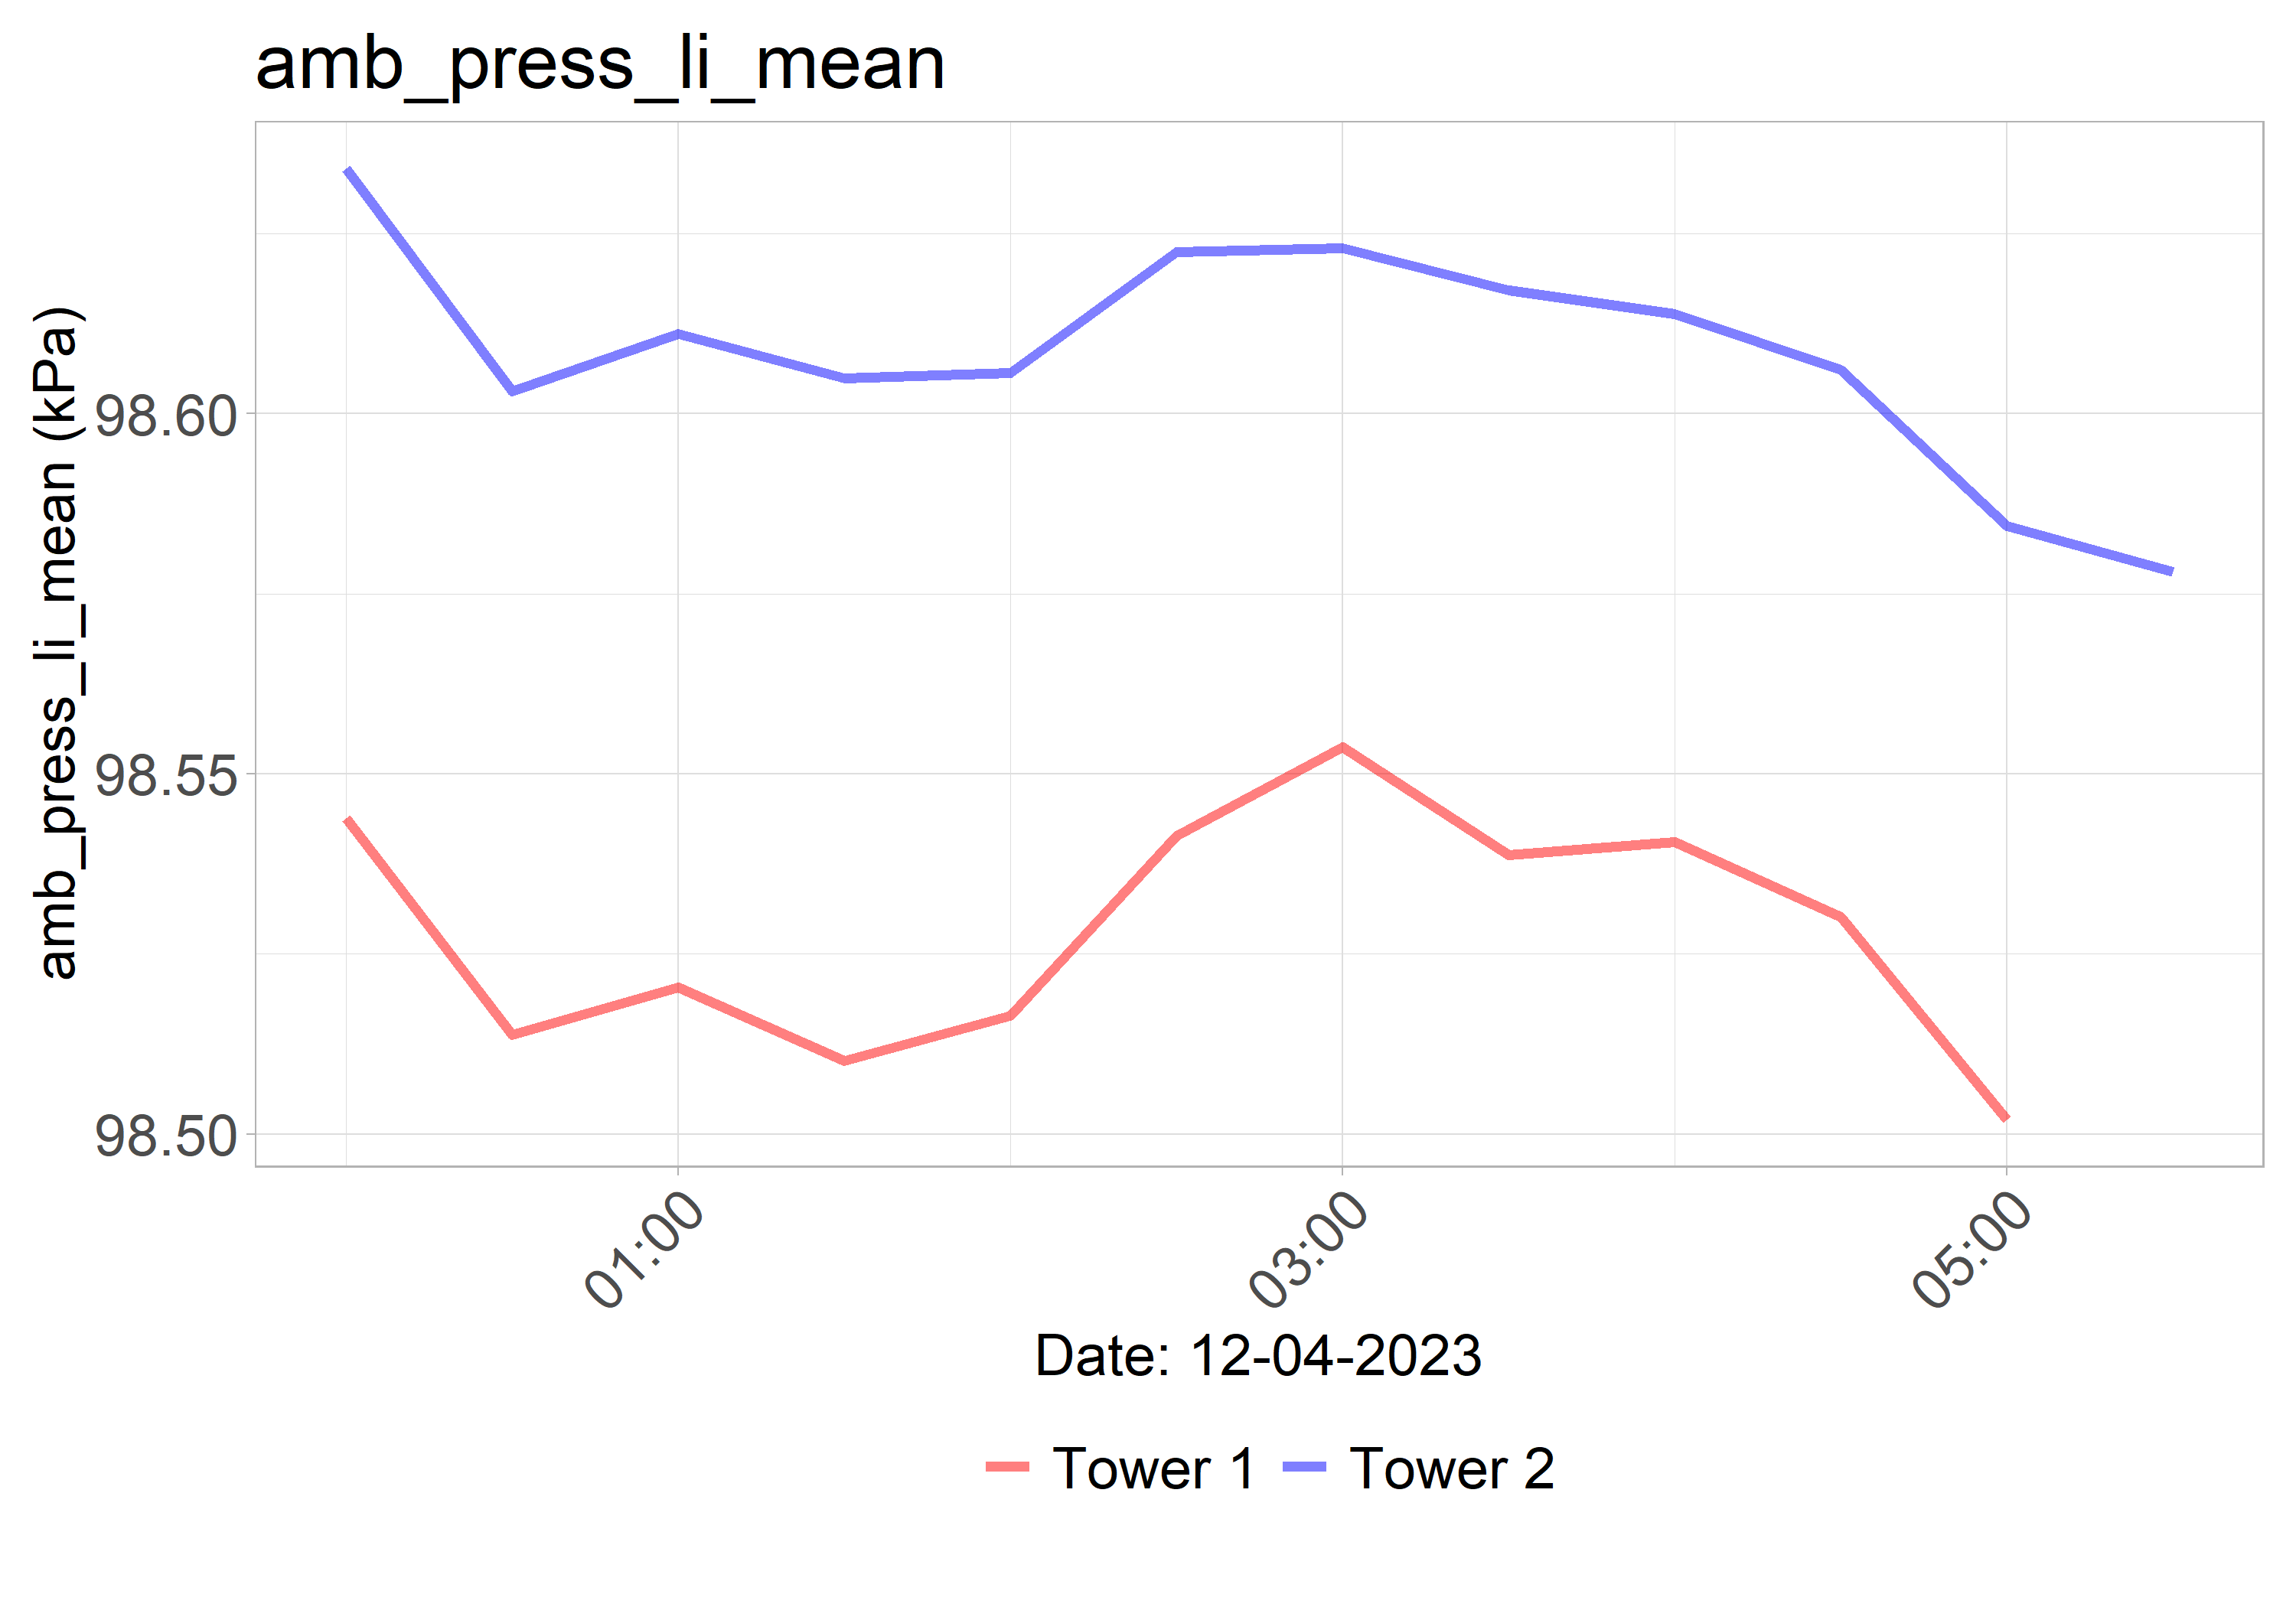 amb_press_li_mean
amb_press_li_mean (kPa)
98.60
98.55
98.50
01:00
03:00
05:00
Date: 12-04-2023
Tower 1
Tower 2